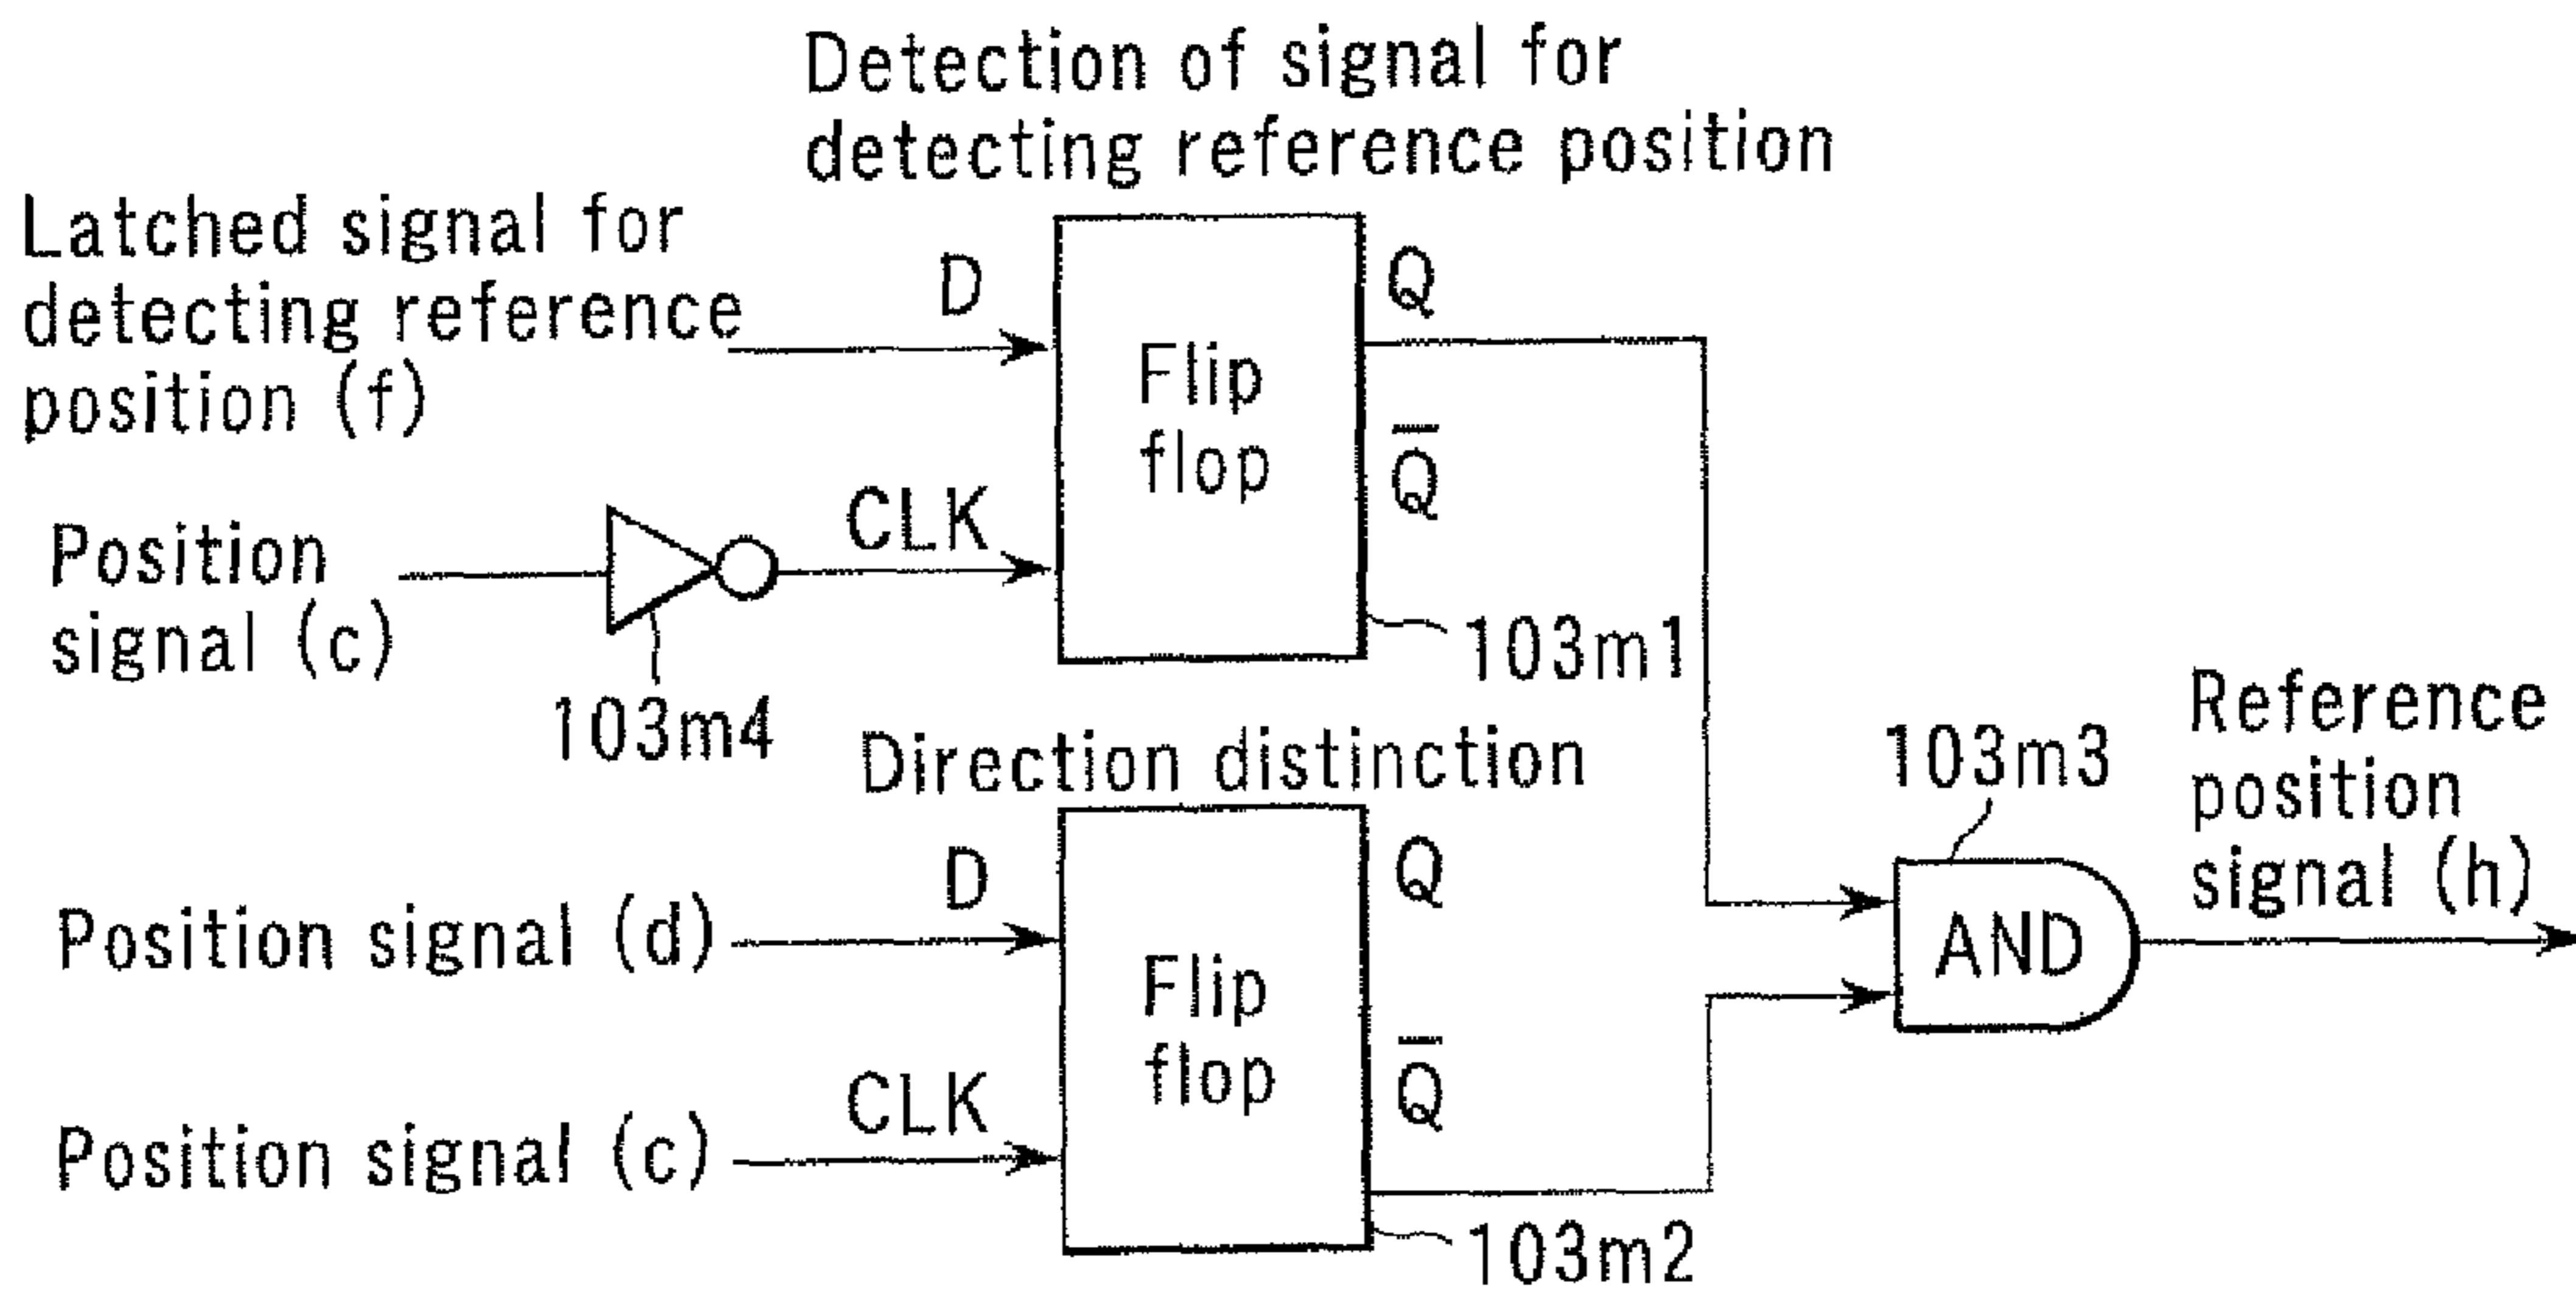 Detection of signal for
detecting reference position
Latched signal for
detecting reference
position (f)
D
Q
Flip
flop
Q̅
Position
signal (c)
CLK
103m4
103m1
Direction distinction
Position signal (d)
D
Q
Flip
flop
Q̅
Position signal (c)
CLK
103m2
103m3
AND
Reference
position
signal (h)